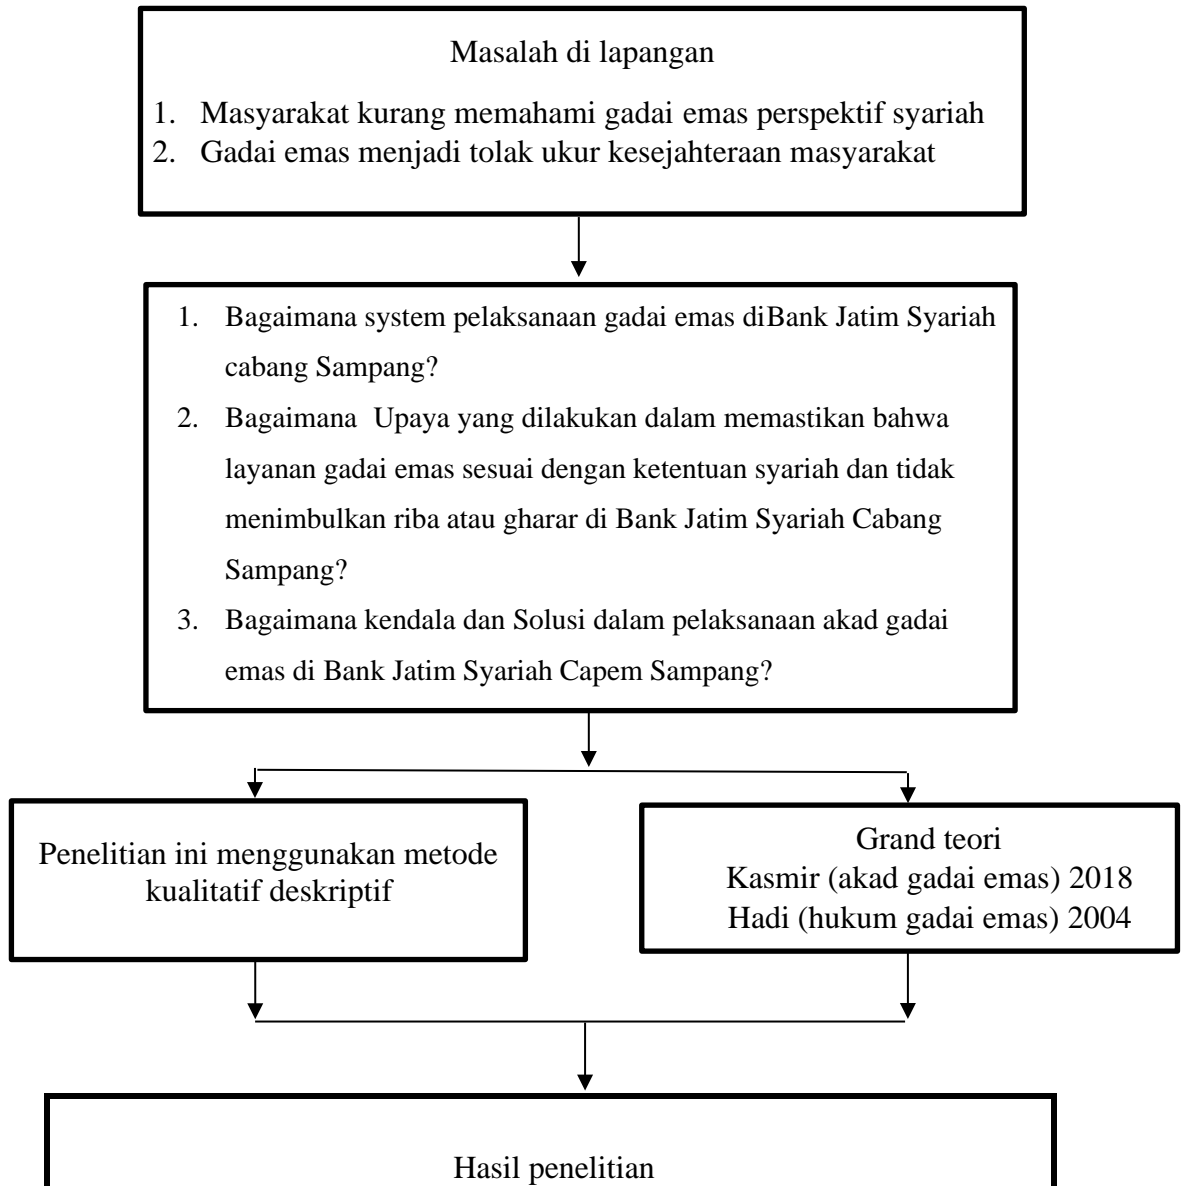 Masalah di lapangan
1. Masyarakat kurang memahami gadai emas perspektif syariah
2. Gadai emas menjadi tolak ukur kesejahteraan masyarakat
1. Bagaimana system pelaksanaan gadai emas diBank Jatim Syariah
cabang Sampang?
2. Bagaimana Upaya yang dilakukan dalam memastikan bahwa
layanan gadai emas sesuai dengan ketentuan syariah dan tidak
menimbulkan riba atau gharar di Bank Jatim Syariah Cabang
Sampang?
3. Bagaimana kendala dan Solusi dalam pelaksanaan akad gadai
emas di Bank Jatim Syariah Capem Sampang?
Penelitian ini menggunakan metode
kualitatif deskriptif
Grand teori
Kasmir (akad gadai emas) 2018
Hadi (hukum gadai emas) 2004
Hasil penelitian